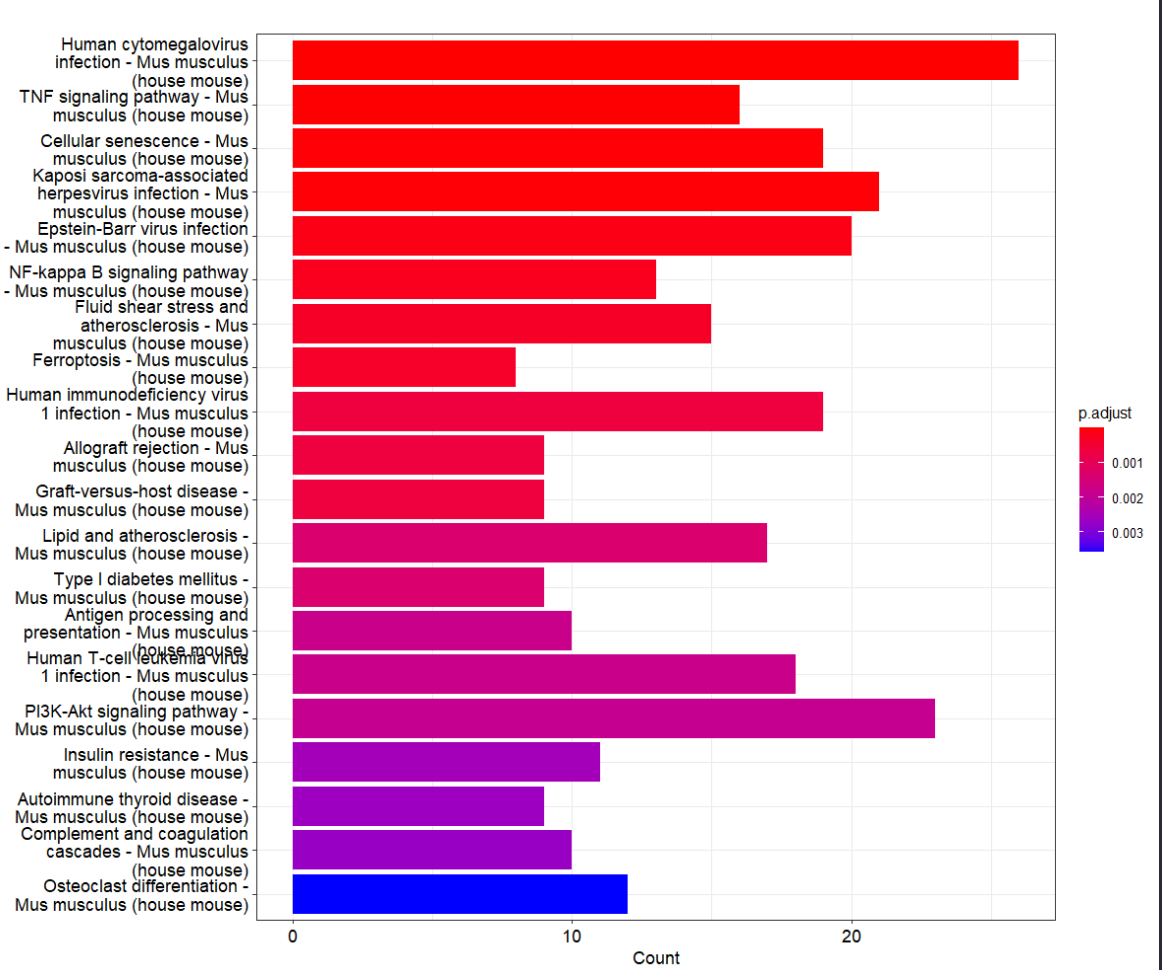 Human cytomegalovirus
infection - Mus musculus
(house mouse)
TNF signaling pathway - Mus
musculus (house mouse)
Cellular senescence - Mus
musculus (house mouse)
Kaposi sarcoma-associated
herpesvirus infection - Mus
musculus (house mouse)
Epstein-Barr virus infection
- Mus musculus (house mouse)
NF-kappa B signaling pathway
- Mus musculus (house mouse)
Fluid shear stress and
atherosclerosis - Mus
musculus (house mouse)
Ferroptosis - Mus musculus
(house mouse)
Human immunodeficiency virus
1 infection - Mus musculus
(house mouse)
Allograft rejection - Mus
musculus (house mouse)
Graft-versus-host disease -
Mus musculus (house mouse)
Lipid and atherosclerosis -
Mus musculus (house mouse)
Type I diabetes mellitus -
Mus musculus (house mouse)
Antigen processing and
presentation - Mus musculus
(house mouse)
Human T-cell leukemia virus
1 infection - Mus musculus
(house mouse)
PI3K-Akt signaling pathway -
Mus musculus (house mouse)
Insulin resistance - Mus
musculus (house mouse)
Autoimmune thyroid disease -
Mus musculus (house mouse)
Complement and coagulation
cascades - Mus musculus
(house mouse)
Osteoclast differentiation -
Mus musculus (house mouse)
0 10 20
Count
p.adjust
0.001
0.002
0.003